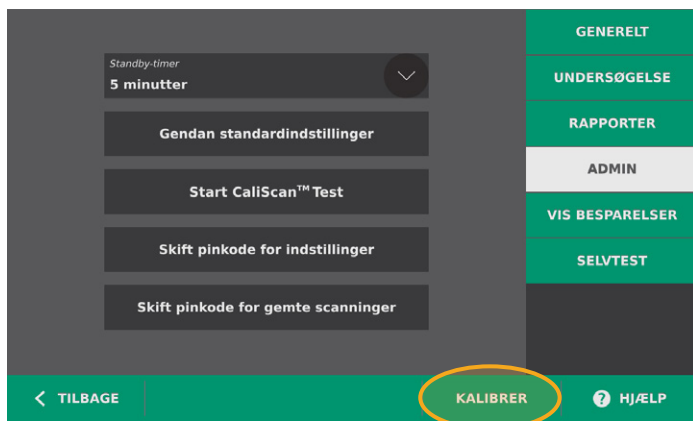 Standby-timer
5 minutter
Gendan standardindstillinger
Start CaliScan™ Test
Skift pinkode for indstillinger
Skift pinkode for gemte scanninger
GENERELT
UNDERSØGELSE
RAPPORTER
ADMIN
VIS BESPARELSER
SELVTEST
TILBAGE
KALIBRER
? HJÆLP